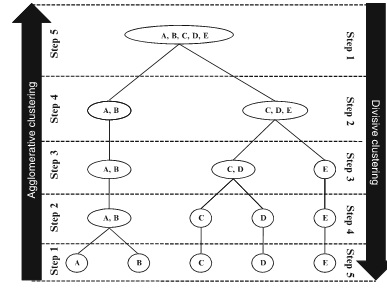 Agglomerative clustering
Step 5
A, B, C, D, E
Step 1
Step 4
A, B
C, D, E
Step 2
Step 3
A, B
C, D
E
Step 3
Step 2
A, B
C
D
E
Step 4
Step 1
A
B
C
D
E
Step 5
Divisive clustering